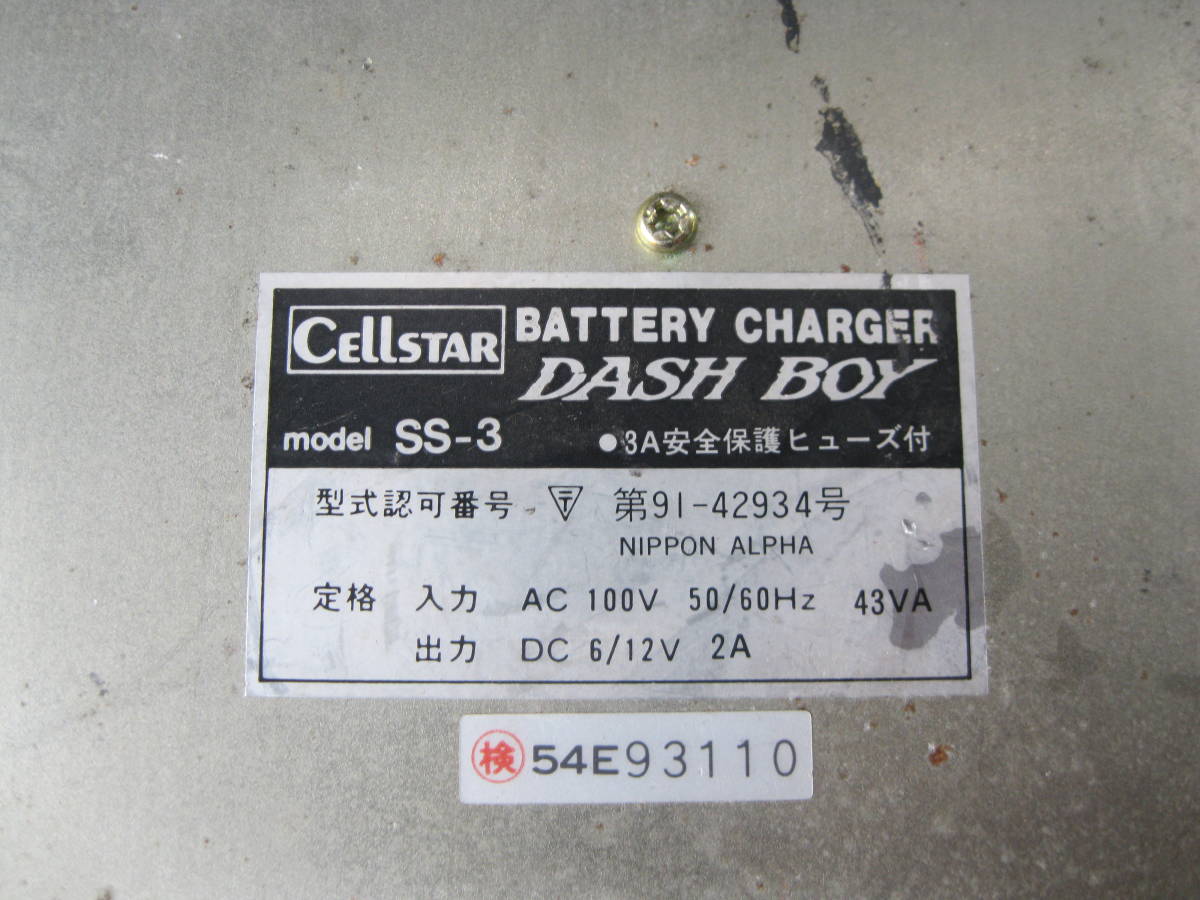 CELLSTAR BATTERY CHARGER
DASH BOY
model SS-3 ●3A安全保護ヒューズ付
型式認可番号 〒 第91-42934号
NIPPON ALPHA
定格 入力 AC 100V 50/60Hz 43VA
出力 DC 6/12V 2A
検 54E93110